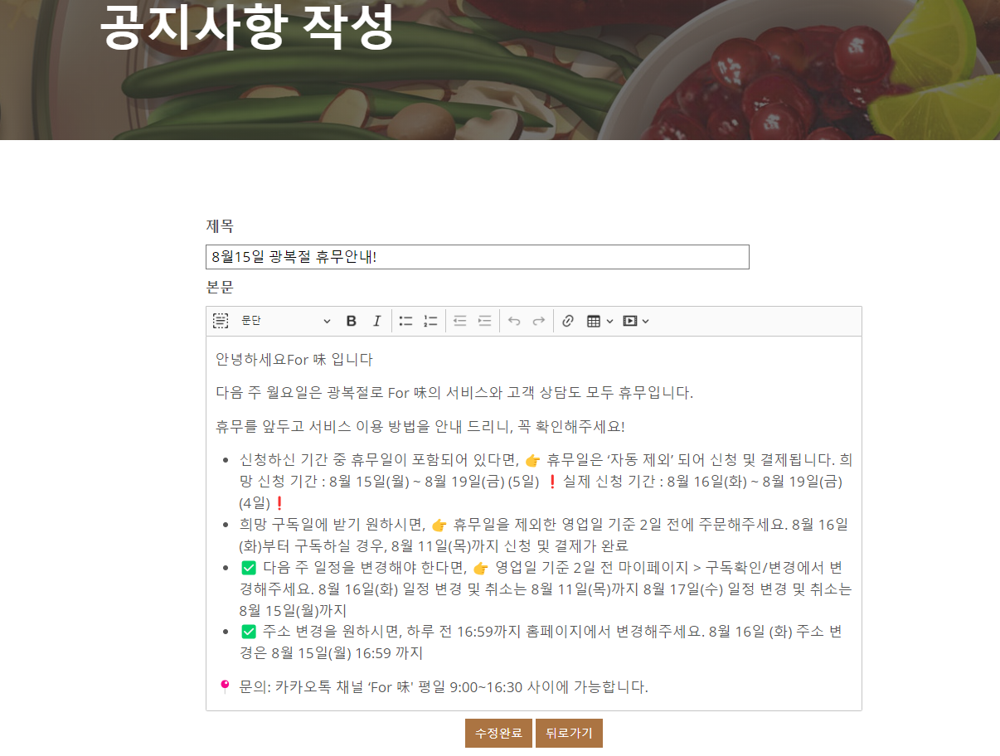 공지사항 작성
제목
8월15일 광복절 휴무안내!
본문
문단
안녕하세요For 味 입니다
다음 주 월요일은 광복절로 For 味의 서비스와 고객 상담도 모두 휴무입니다.
휴무를 앞두고 서비스 이용 방법을 안내 드리니, 꼭 확인해주세요!
• 신청하신 기간 중 휴무일이 포함되어 있다면, 👉 휴무일은 ‘자동 제외’ 되어 신청 및 결제됩니다. 희
망 신청 기간 : 8월 15일(월) ~ 8월 19일(금) (5일) ❗ 실제 신청 기간 : 8월 16일(화) ~ 8월 19일(금)
(4일)❗
• 희망 구독일에 받기 원하시면, 👉 휴무일을 제외한 영업일 기준 2일 전에 주문해주세요. 8월 16일
(화)부터 구독하실 경우, 8월 11일(목)까지 신청 및 결제가 완료
• ✅ 다음 주 일정을 변경해야 한다면, 👉 영업일 기준 2일 전 마이페이지 > 구독확인/변경에서 변
경해주세요. 8월 16일(화) 일정 변경 및 취소는 8월 11일(목)까지 8월 17일(수) 일정 변경 및 취소는
8월 15일(월)까지
• ✅ 주소 변경을 원하시면, 하루 전 16:59까지 홈페이지에서 변경해주세요. 8월 16일 (화) 주소 변
경은 8월 15일(월) 16:59 까지
📍 문의: 카카오톡 채널 ‘For 味' 평일 9:00~16:30 사이에 가능합니다.
수정완료 뒤로가기